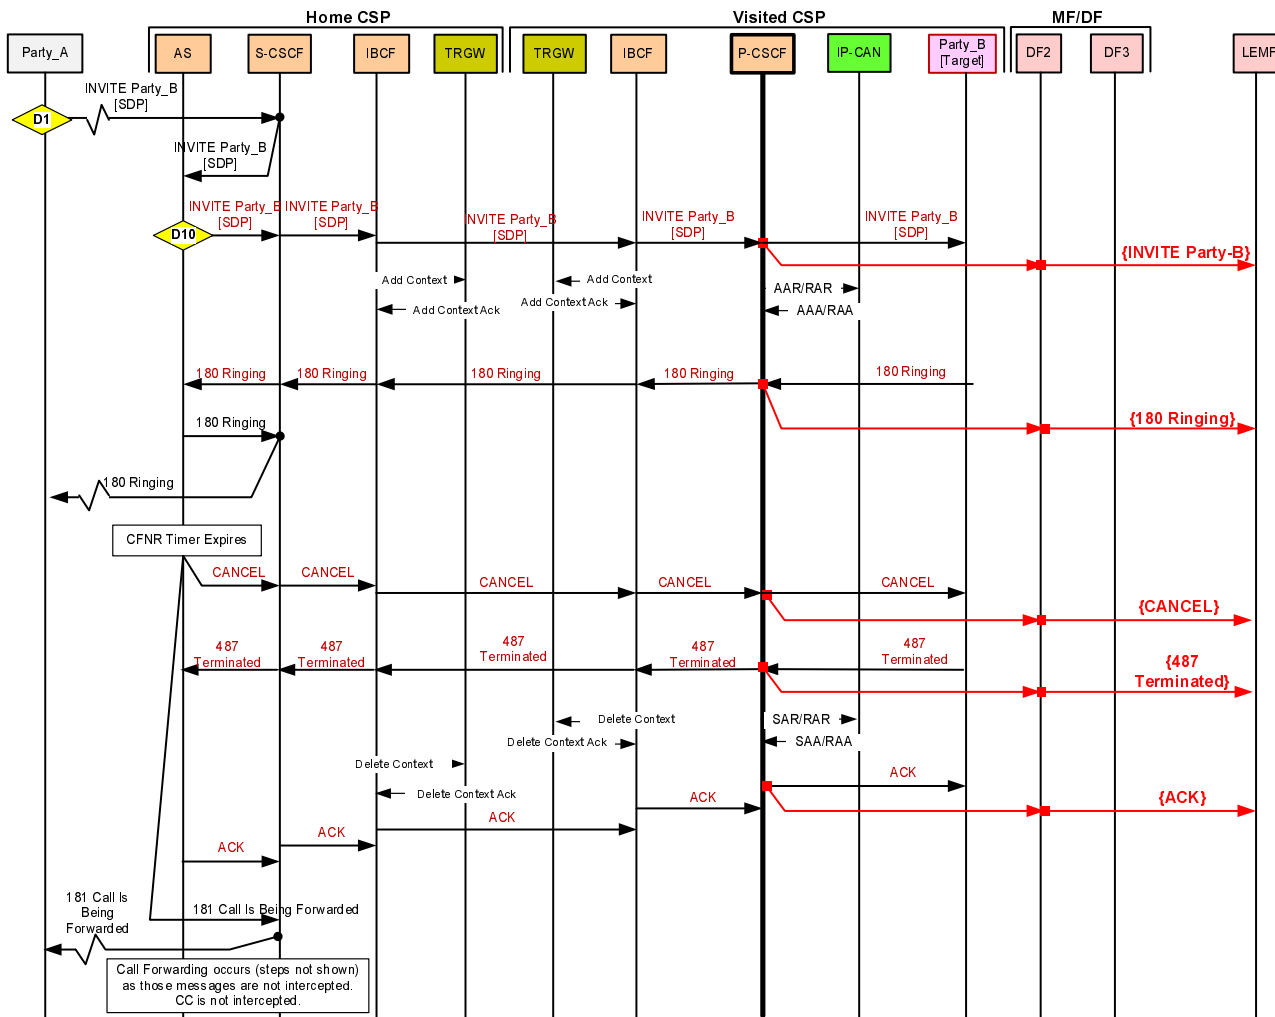 Home CSP
Visited CSP
MF/DF
Party_A
AS
S-CSCF
IBCF
TRGW
TRGW
IBCF
P-CSCF
IP-CAN
Party_B
[Target]
DF2
DF3
LEMF
INVITE Party_B
[SDP]
D1
INVITE Party_B
[SDP]
D10
INVITE Party_B
[SDP]
INVITE Party_B
[SDP]
NVITE Party_B
[SDP]
INVITE Party_B
[SDP]
INVITE Party_B
[SDP]
{INVITE Party-B}
Add Context
Add Context
AAR/RAR
Add Context Ack
Add Context Ack
AAA/RAA
180 Ringing
180 Ringing
180 Ringing
180 Ringing
180 Ringing
180 Ringing
{180 Ringing}
180 Ringing
CFNR Timer Expires
CANCEL
CANCEL
CANCEL
CANCEL
CANCEL
{CANCEL}
487
Terminated
487
Terminated
487
Terminated
487
Terminated
487
Terminated
{487
Terminated}
Delete Context
SAR/RAR
Delete Context Ack
SAA/RAA
Delete Context
Delete Context Ack
ACK
{ACK}
ACK
ACK
ACK
ACK
181 Call Is
Being
Forwarded
181 Call Is Being Forwarded
Call Forwarding occurs (steps not shown)
as those messages are not intercepted.
CC is not intercepted.